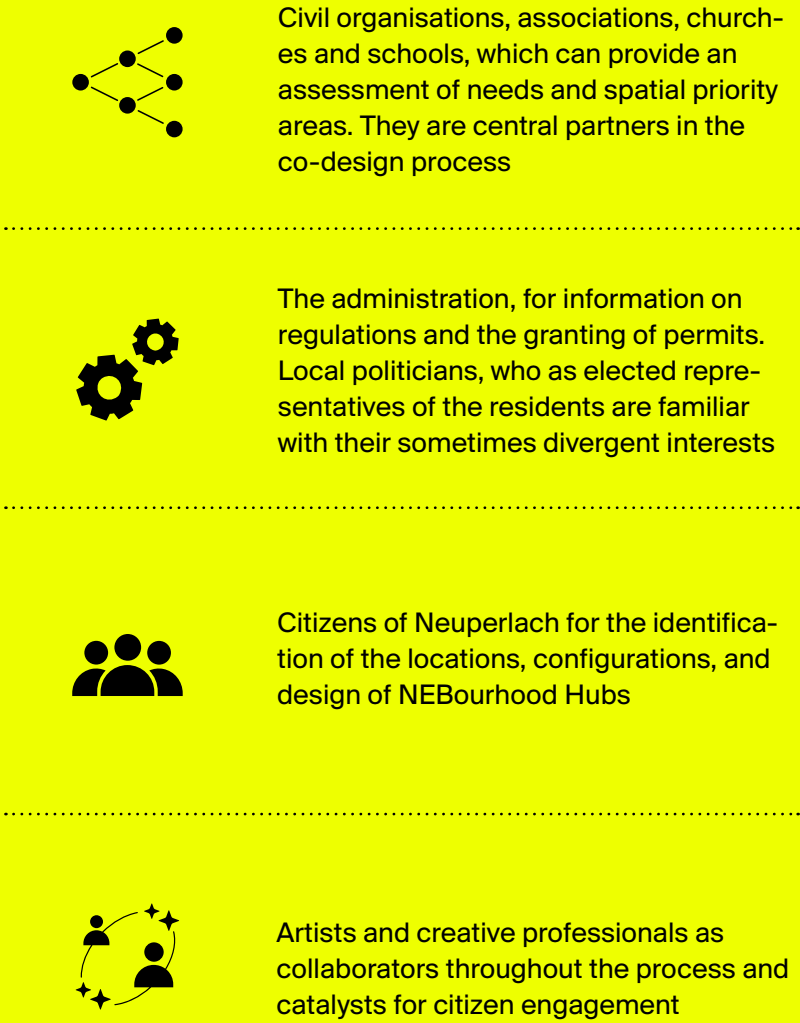 Civil organisations, associations, church-
es and schools, which can provide an
assessment of needs and spatial priority
areas. They are central partners in the
co-design process
The administration, for information on
regulations and the granting of permits.
Local politicians, who as elected repre-
sentatives of the residents are familiar
with their sometimes divergent interests
Citizens of Neuperlach for the identifica-
tion of the locations, configurations, and
design of NEBourhood Hubs
Artists and creative professionals as
collaborators throughout the process and
catalysts for citizen engagement